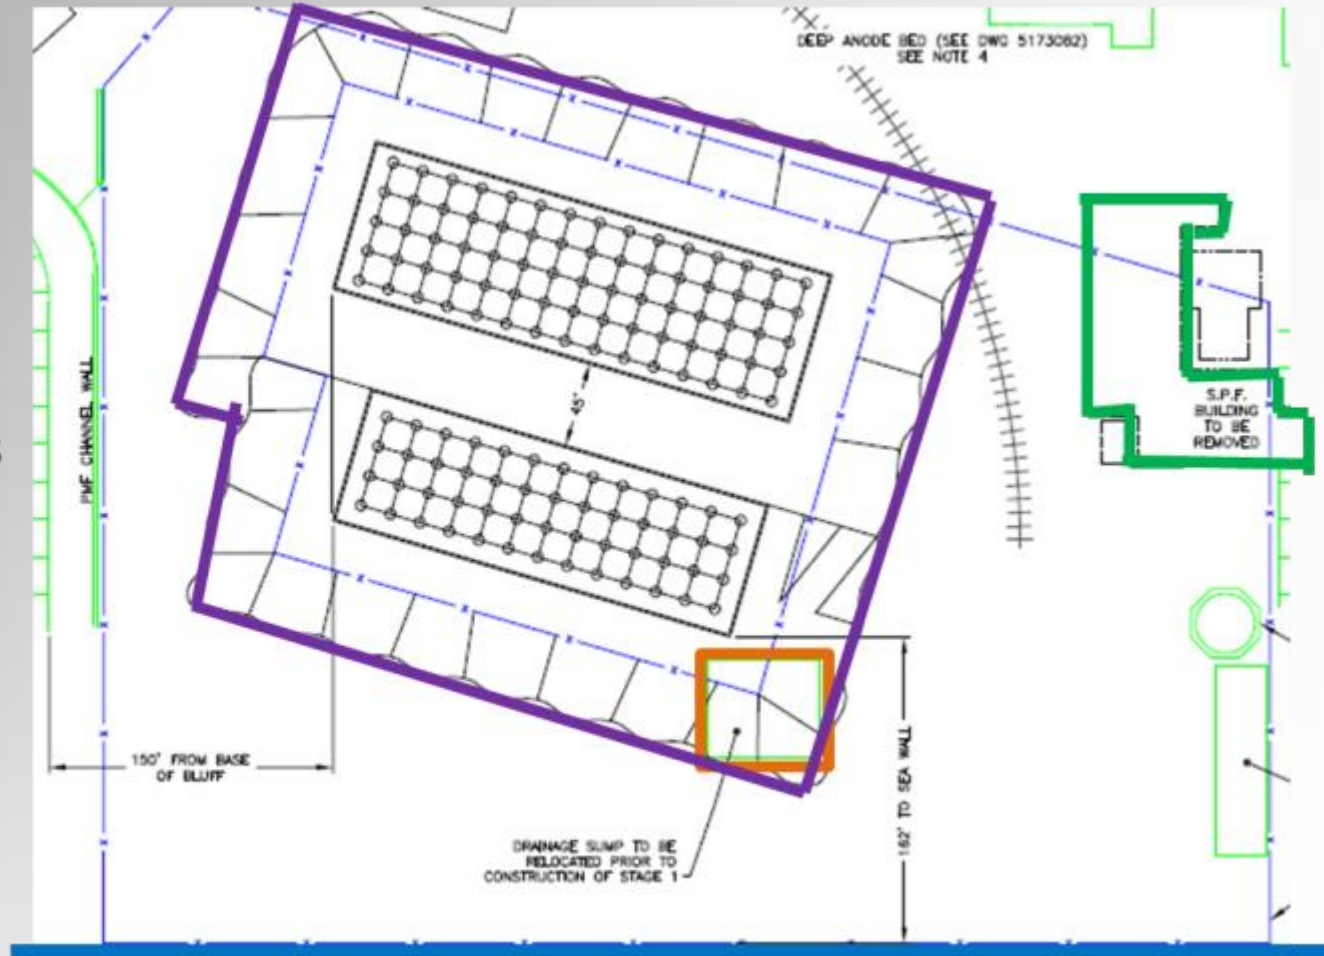 DEEP ANODE BED (SEE DWG 5173082)
SEE NOTE 4
PMF CHANNEL WALL
45'
S.P.F.
BUILDING
TO BE
REMOVED
150' FROM BASE
OF BLUFF
162' TO SEA WALL
DRAINAGE SUMP TO BE
RELOCATED PRIOR TO
CONSTRUCTION OF STAGE 1